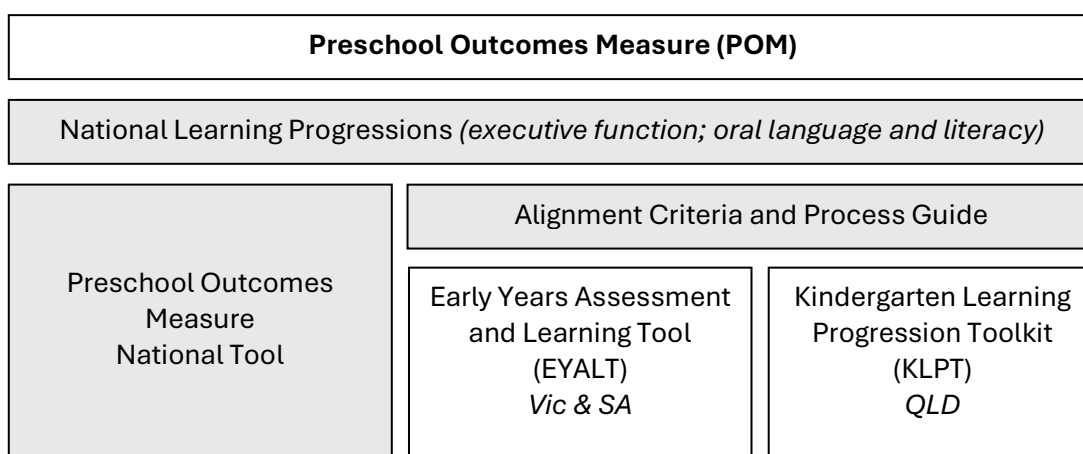 Preschool Outcomes Measure (POM)
National Learning Progressions (executive function; oral language and literacy)
Preschool Outcomes
Measure
National Tool
Alignment Criteria and Process Guide
Early Years Assessment
and Learning Tool
(EYALT)
Vic & SA
Kindergarten Learning
Progression Toolkit
(KLPT)
QLD